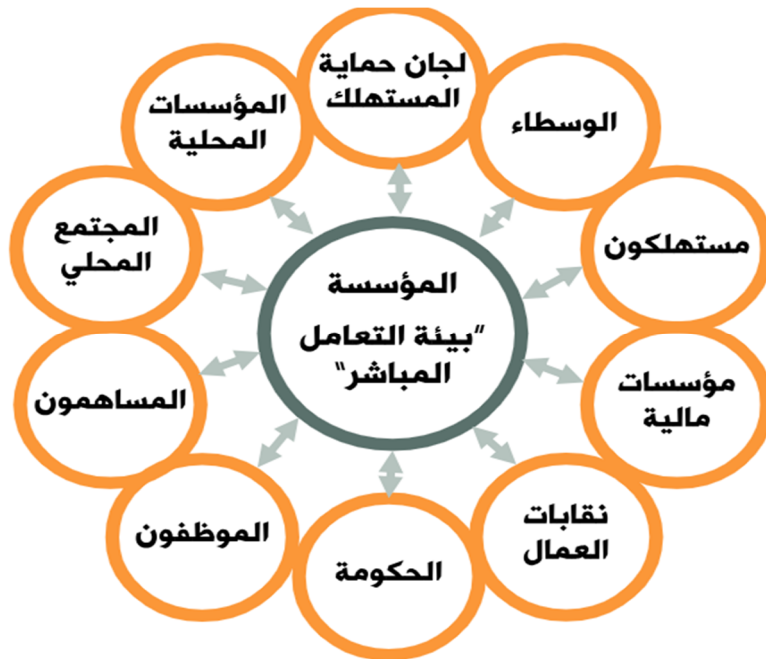 لجان حماية
المستهلك
الوسطاء
مستهلكون
مؤسسات
مالية
نقابات
العمال
الحكومة
الموظفون
المساهمون
المجتمع
المحلي
المؤسسات
المحلية
المؤسسة
"بيئة التعامل
المباشر"